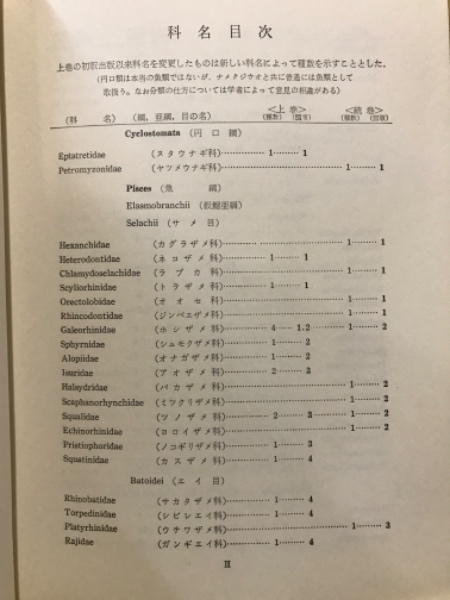 科名目次
上巻の初版出版以来科名を変更したものは新しい科名によって種数を示すこととした。
(円口類は本当の魚類ではないが、ナメクジウオと共に普通には魚類として
取扱う。なお分類の仕方については学者によって意見の相違がある)
(科 名) (綱, 亜綱, 目の名) <上 巻> (種数) (図版) <続 巻> (種数) (図版)
Cyclostomata (円 口 綱)
Eptatretidae (スタウナギ科) 1 1
Petromyzonidae (ヤツメウナギ科) 1 1
Pisces (魚 綱)
Elasmobranchii (板鰓亜綱)
Selachii (サ メ 目)
Hexanchidae (カグラザメ科) 1 1
Heterodontidae (ネコザメ科) 1 1
Chlamydoselachidae (ラ ブ カ 科) 1 1
Scyliorhinidae (トラザメ科) 1 1
Orectolobidae (オ オ セ 科) 1 1
Rhincodontidae (ジンベエザメ科) 1 1
Galeorhinidae (ホシザメ科) 4 1.2 1 2
Sphyrnidae (シュモクザメ科) 1 2
Alopiidae (オナガザメ科) 1 2
Isuridae (アオザメ科) 2 3
Halsydridae (バカザメ科) 1 2
Scaphanorhynchidae (ミツクリザメ科) 1 2
Squalidae (ツノザメ科) 2 3 1 2
Echinorhinidae (コロイザメ科) 1 2
Pristiophoridae (ノコギリザメ科) 1 3
Squatinidae (カスザメ科) 1 4
Batoidei (エ イ 目)
Rhinobatidae (サカタザメ科) 1 4
Torpedinidae (シビレエイ科) 1 4
Platyrhinidae (ウチワザメ科) 1 3
Rajidae (ガンギエイ科) 1 4
III